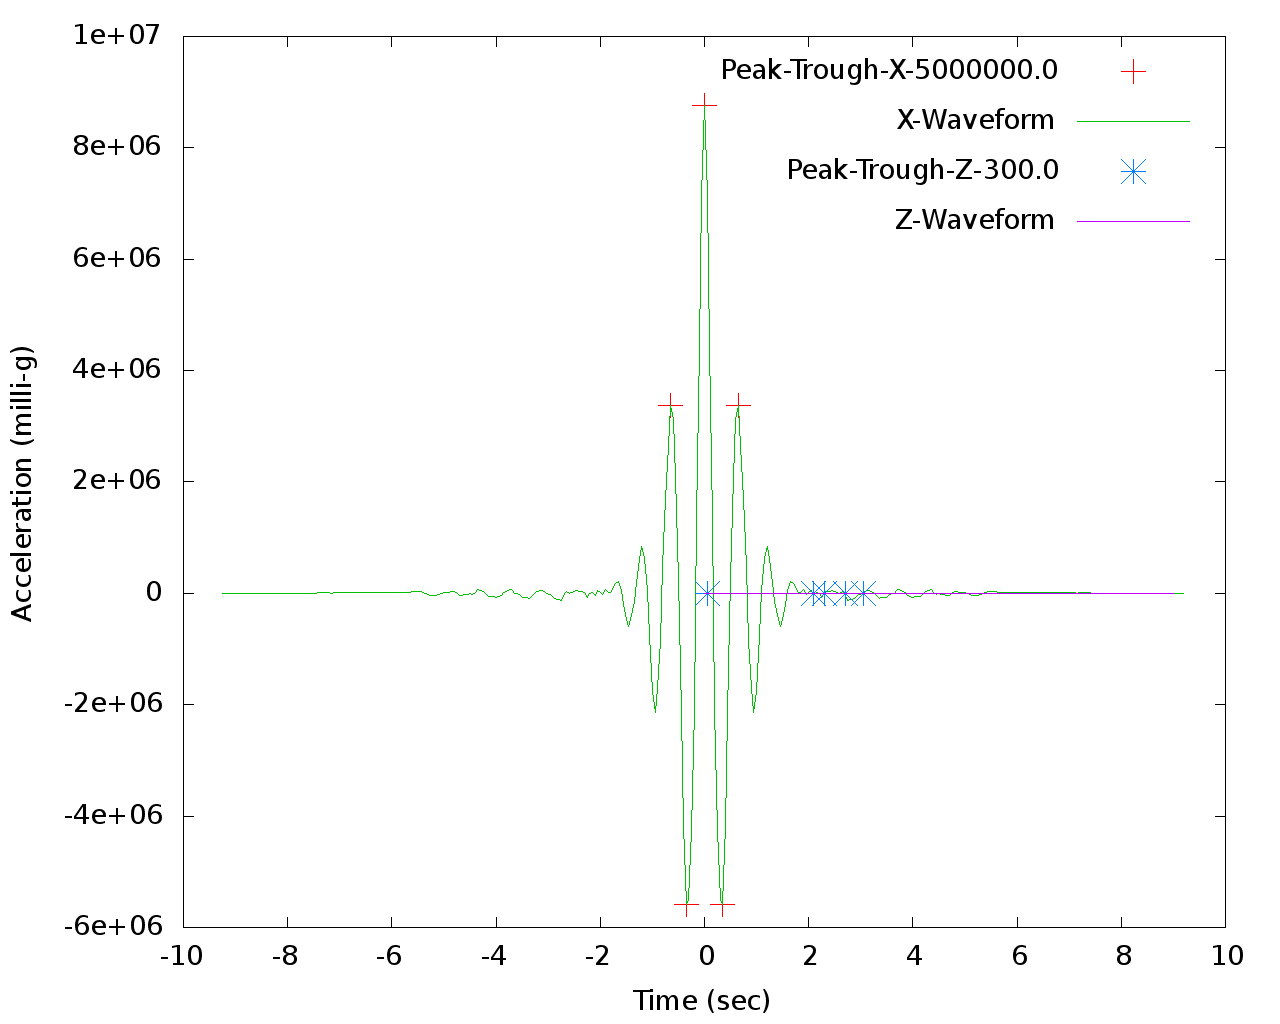 1e+07
8e+06
6e+06
4e+06
2e+06
0
-2e+06
-4e+06
-6e+06
-10
-8
-6
-4
-2
0
2
4
6
8
10
Acceleration (milli-g)
Time (sec)
Peak-Trough-X-5000000.0
X-Waveform
Peak-Trough-Z-300.0
Z-Waveform